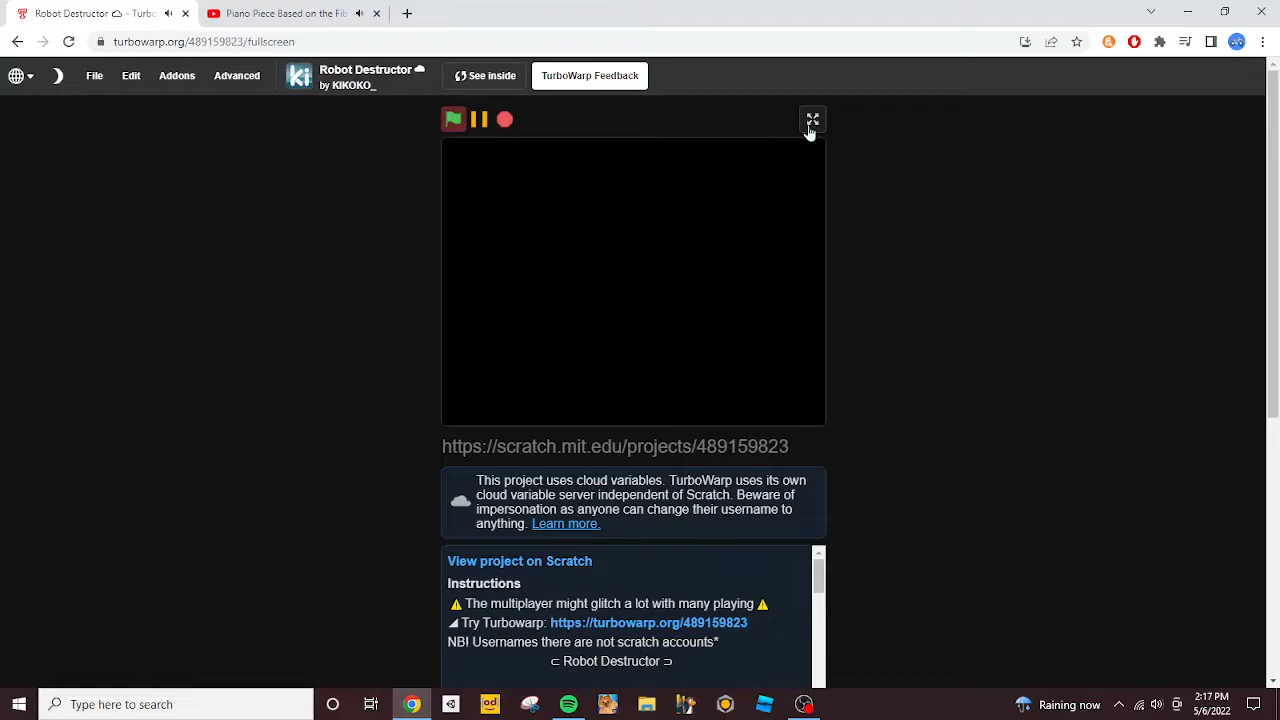 Robot Destructor - Turbo
Piano Piece Based on the Fib
turbowarp.org/489159823/fullscreen
File
Edit
Addons
Advanced
Robot Destructor
by KIKOKO_
See inside
TurboWarp Feedback
https://scratch.mit.edu/projects/489159823
This project uses cloud variables. TurboWarp uses its own
cloud variable server independent of Scratch. Beware of
impersonation as anyone can change their username to
anything. Learn more.
View project on Scratch
Instructions
⚠️ The multiplayer might glitch a lot with many playing ⚠️
◢ Try Turbowarp: https://turbowarp.org/489159823
NBI Usernames there are not scratch accounts*
⊂ Robot Destructor ⊃
Type here to search
Raining now
2:17 PM
5/6/2022